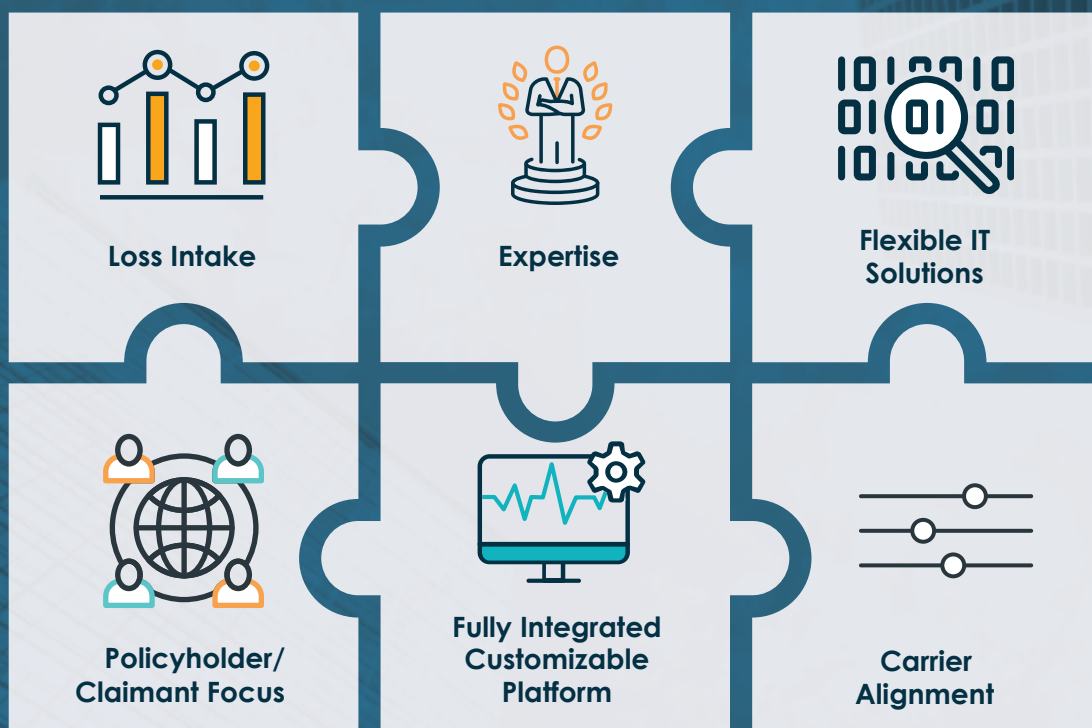 Loss Intake
Expertise
Flexible IT
Solutions
Policyholder/
Claimant Focus
Fully Integrated
Customizable
Platform
Carrier
Alignment